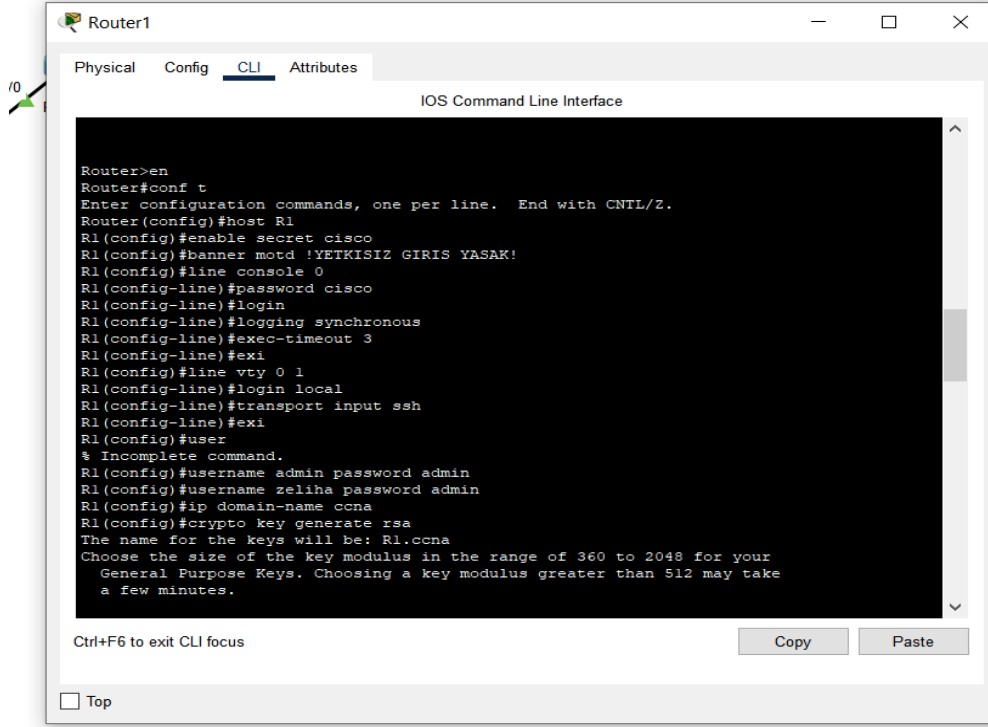 Router1
Physical Config CLI Attributes
/0
IOS Command Line Interface
Router>en
Router#conf t
Enter configuration commands, one per line.  End with CNTL/Z.
Router(config)#host R1
R1(config)#enable secret cisco
R1(config)#banner motd !YETKISIZ GIRIS YASAK!
R1(config)#line console 0
R1(config-line)#password cisco
R1(config-line)#login
R1(config-line)#logging synchronous
R1(config-line)#exec-timeout 3
R1(config-line)#exi
R1(config)#line vty 0 1
R1(config-line)#login local
R1(config-line)#transport input ssh
R1(config-line)#exi
R1(config)#user
% Incomplete command.
R1(config)#username admin password admin
R1(config)#username zeliha password admin
R1(config)#ip domain-name ccna
R1(config)#crypto key generate rsa
The name for the keys will be: R1.ccna
Choose the size of the key modulus in the range of 360 to 2048 for your
  General Purpose Keys. Choosing a key modulus greater than 512 may take
  a few minutes.
Ctrl+F6 to exit CLI focus
Copy Paste
Top